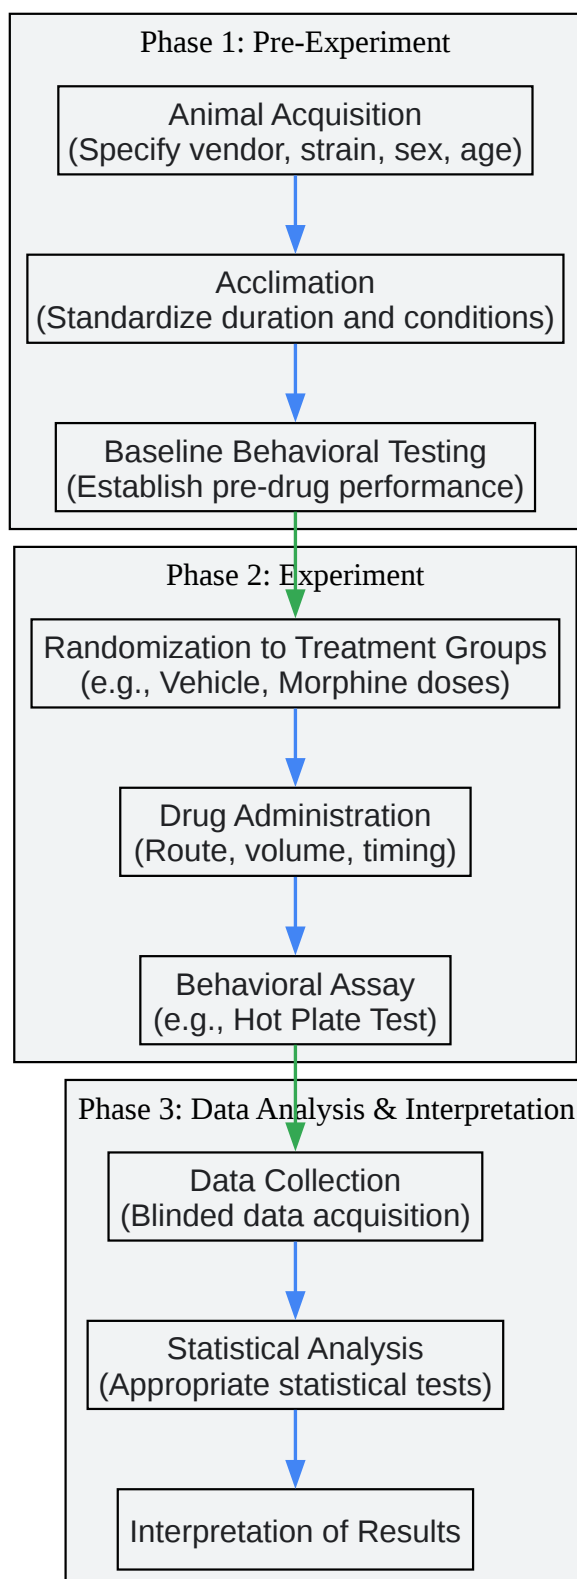 Phase 1: Pre-Experiment
Animal Acquisition
(Specify vendor, strain, sex, age)
Acclimation
(Standardize duration and conditions)
Baseline Behavioral Testing
(Establish pre-drug performance)
Phase 2: Experiment
Randomization to Treatment Groups
(e.g., Vehicle, Morphine doses)
Drug Administration
(Route, volume, timing)
Behavioral Assay
(e.g., Hot Plate Test)
Phase 3: Data Analysis & Interpretation
Data Collection
(Blinded data acquisition)
Statistical Analysis
(Appropriate statistical tests)
Interpretation of Results